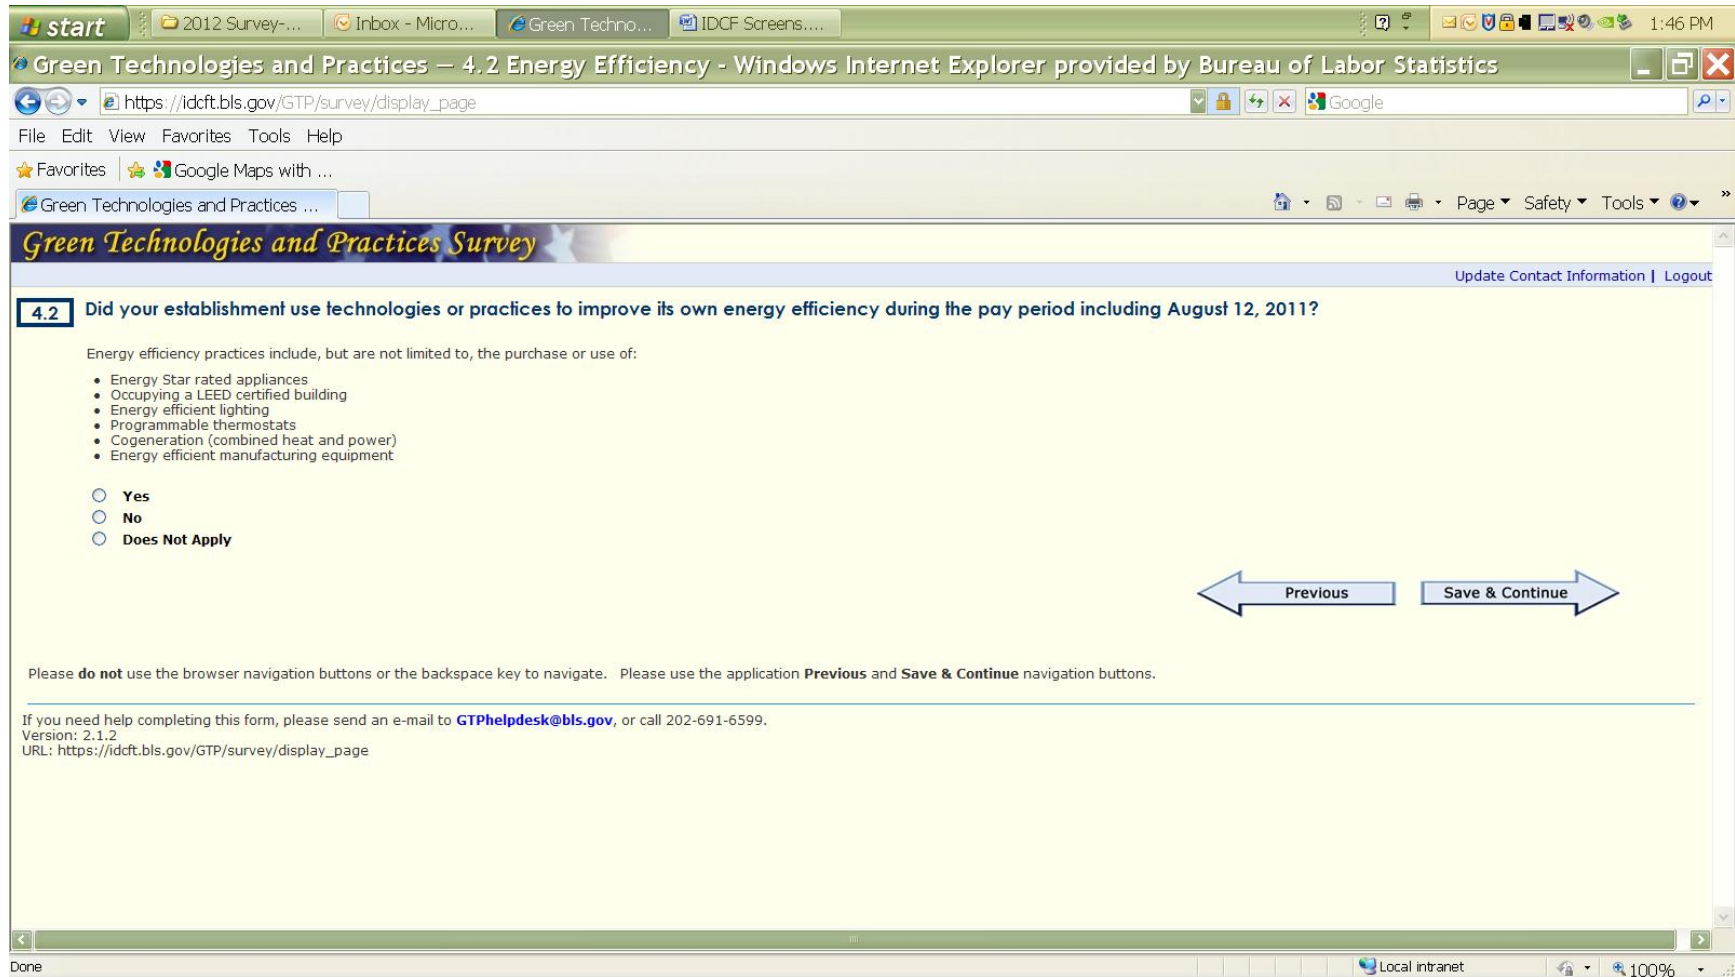 start 2012 Survey-... Inbox - Micro... Green Techno... IDCF Screens.... 1:46 PM
Green Technologies and Practices – 4.2 Energy Efficiency - Windows Internet Explorer provided by Bureau of Labor Statistics
https://idcft.bls.gov/GTP/survey/display_page Google
File Edit View Favorites Tools Help
Favorites Google Maps with ...
Green Technologies and Practices ... Page Safety Tools »
Green Technologies and Practices Survey
Update Contact Information | Logout
4.2 Did your establishment use technologies or practices to improve its own energy efficiency during the pay period including August 12, 2011?
Energy efficiency practices include, but are not limited to, the purchase or use of:
• Energy Star rated appliances
• Occupying a LEED certified building
• Energy efficient lighting
• Programmable thermostats
• Cogeneration (combined heat and power)
• Energy efficient manufacturing equipment
Yes
No
Does Not Apply
Previous Save & Continue
Please do not use the browser navigation buttons or the backspace key to navigate. Please use the application Previous and Save & Continue navigation buttons.
If you need help completing this form, please send an e-mail to GTPhelpdesk@bls.gov, or call 202-691-6599.
Version: 2.1.2
URL: https://idcft.bls.gov/GTP/survey/display_page
Done Local intranet 100%